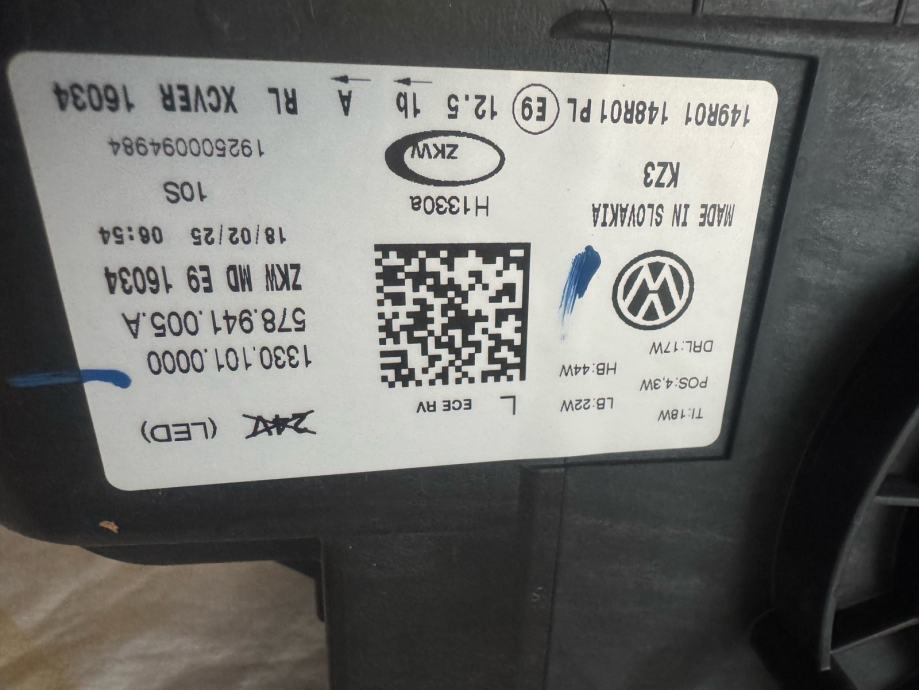 TI:18W LB:22W L ECE RV 24V (LED)
POS:4,3W HB:44W
DRL:17W
1330.101.0000
578.941.005.A
ZKW MD E9 16034
18/02/25 06:54
MADE IN SLOVAKIA H1330a
10S
KZ3 ZKW
192500094984
149R01 148R01 PL E9 12.5 1b A RL XCVER 16034